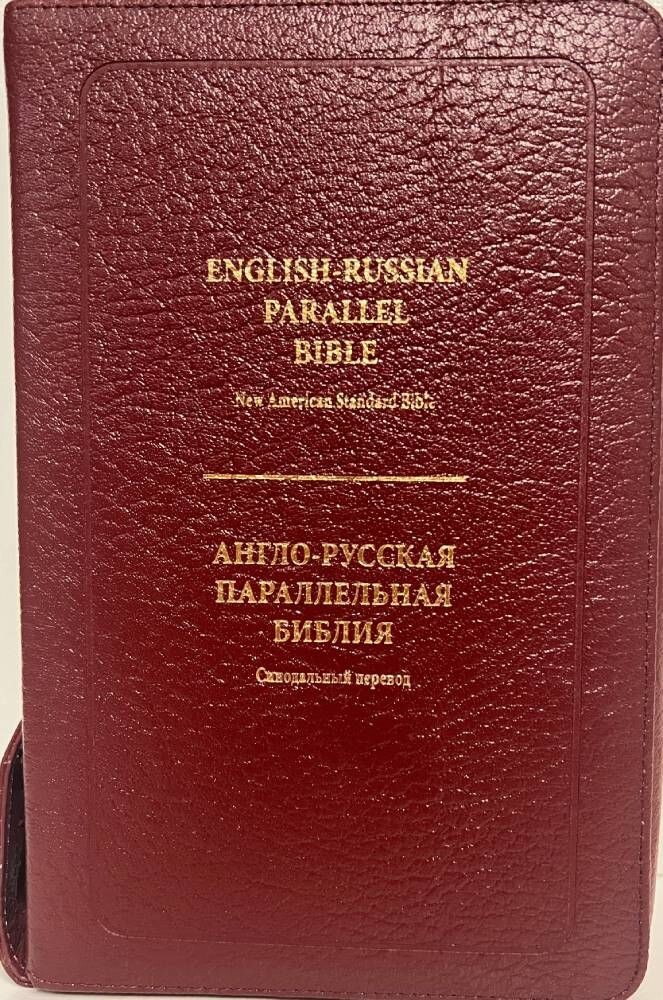 ENGLISH-RUSSIAN
PARALLEL
BIBLE
New American Standard Bible
АНГЛО-РУССКАЯ
ПАРАЛЛЕЛЬНАЯ
БИБЛИЯ
Синодальный перевод